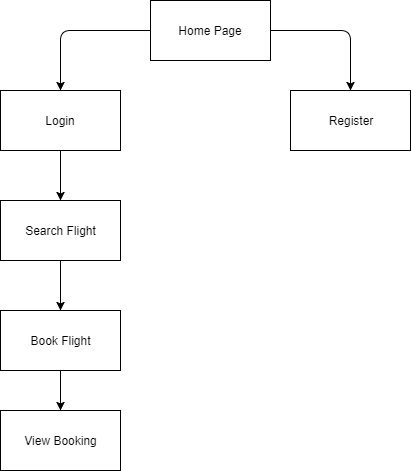 Home Page
Login
Register
Search Flight
Book Flight
View Booking